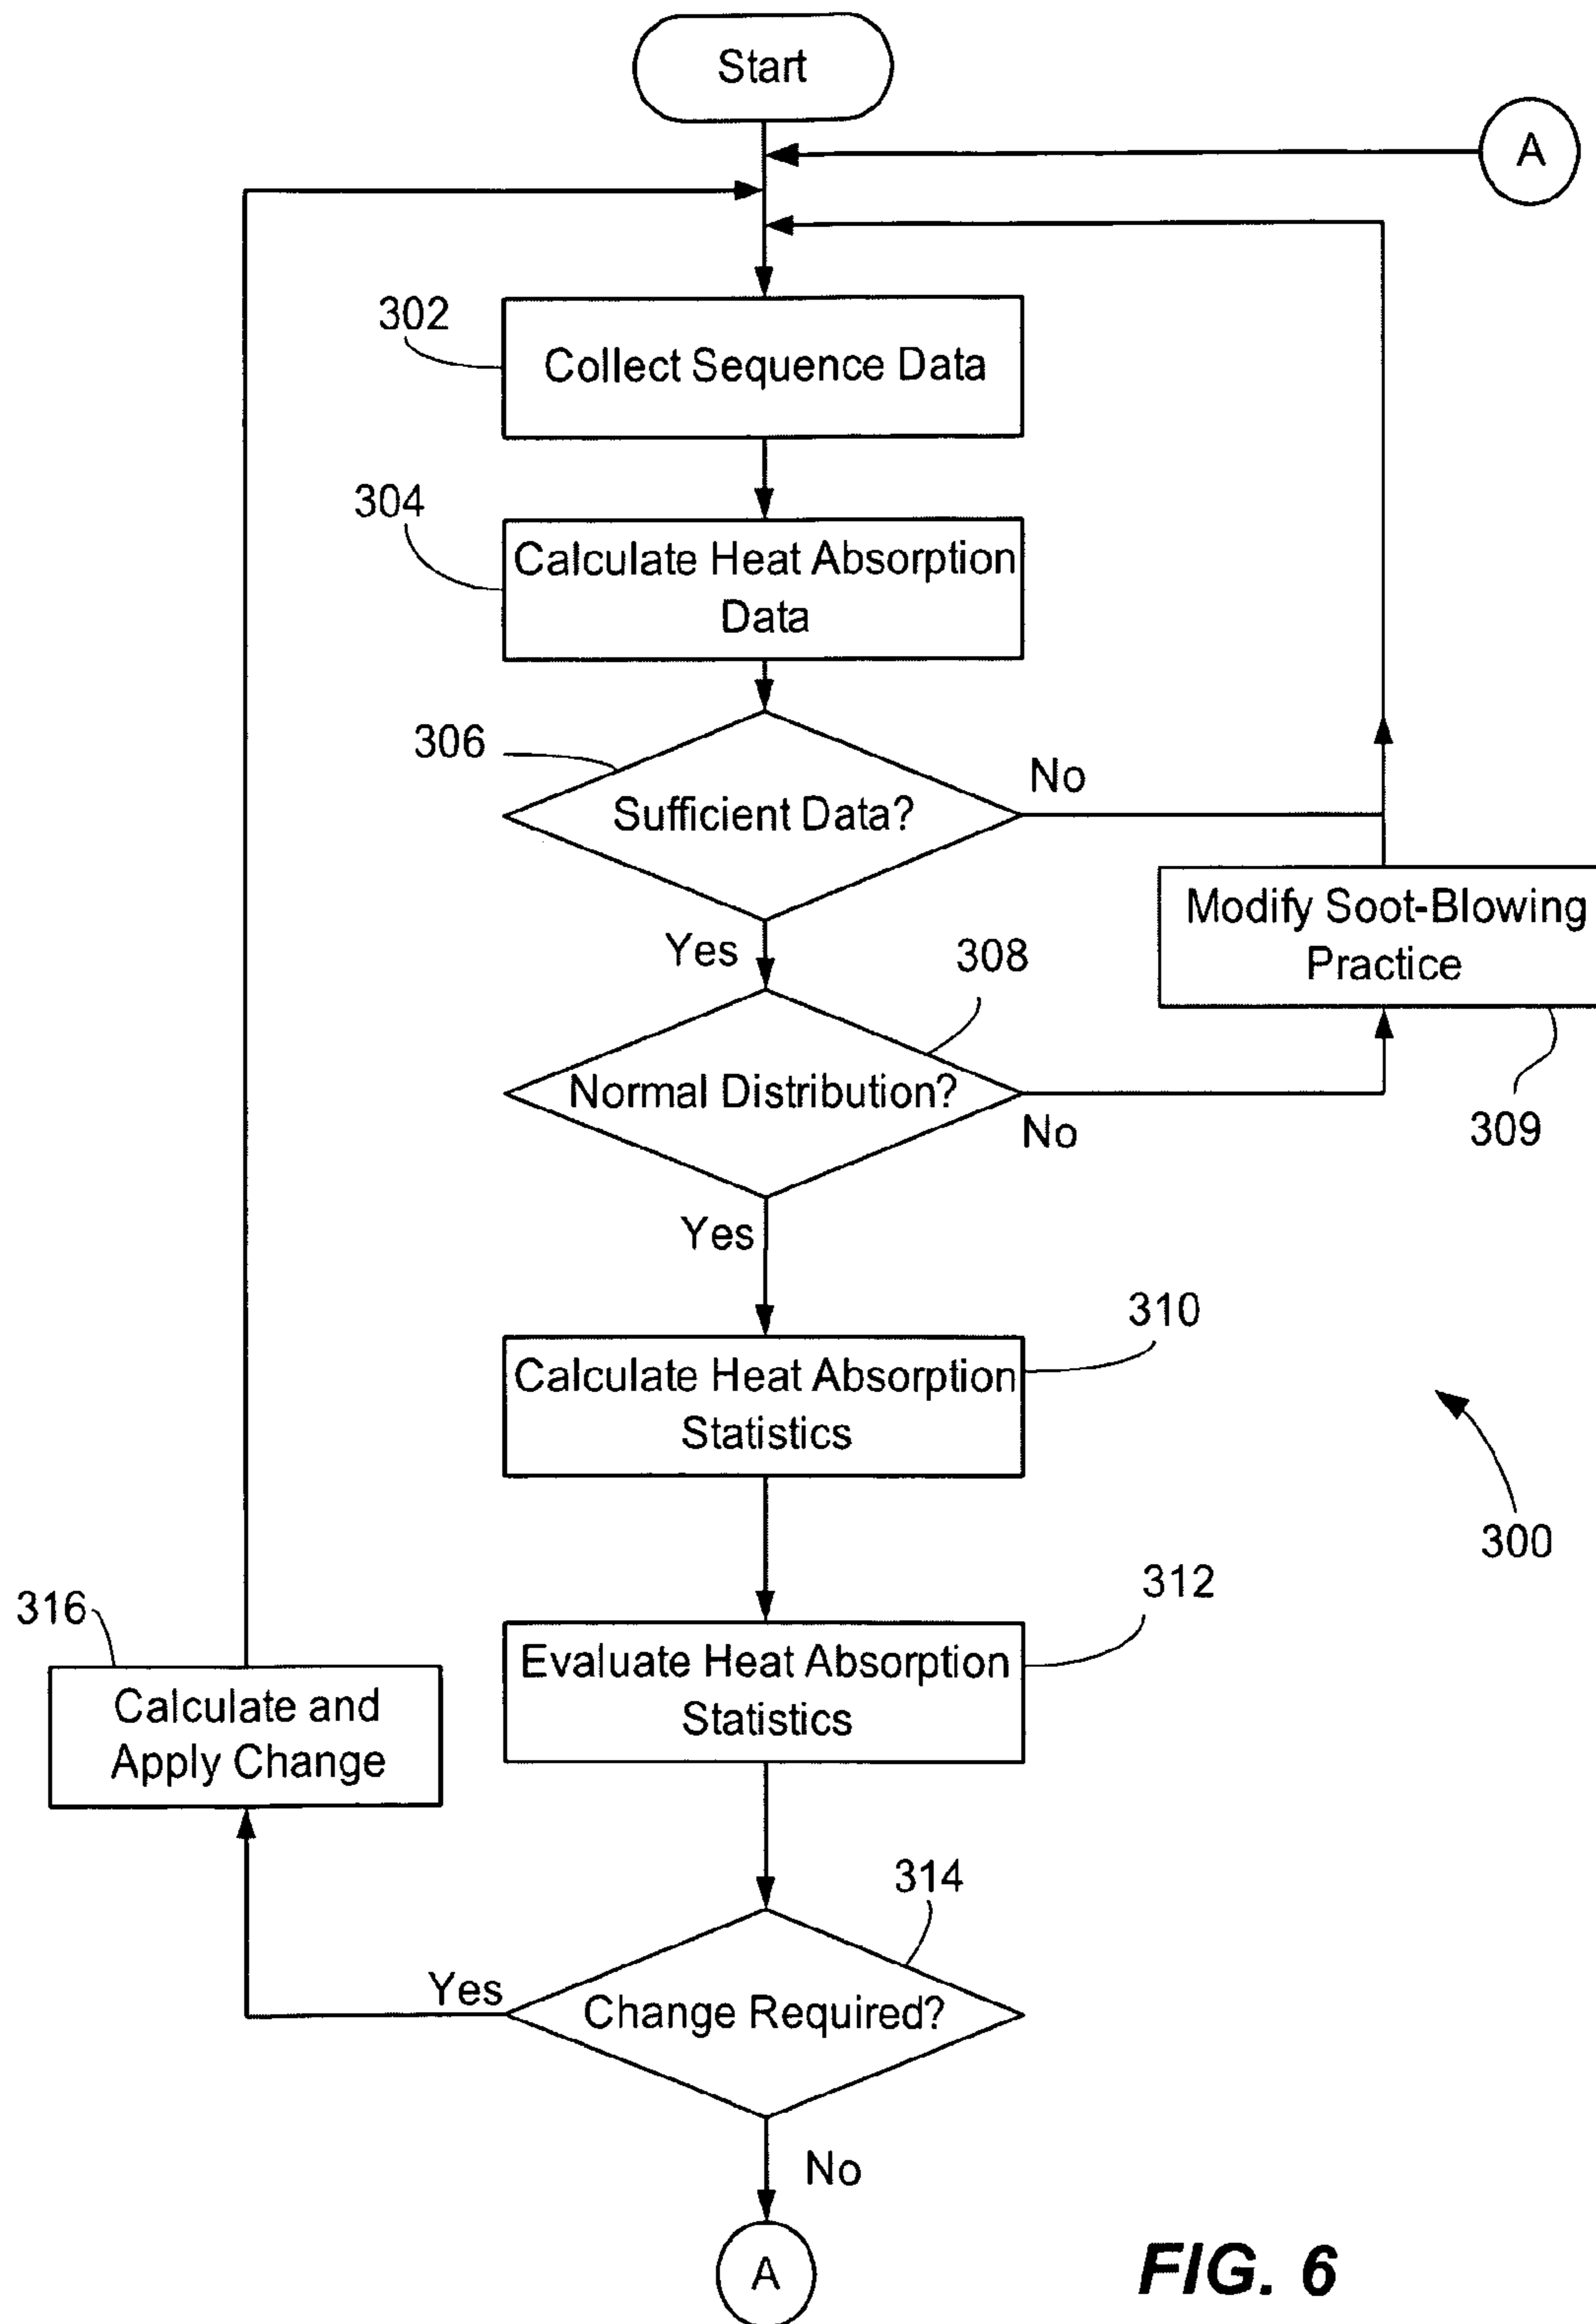 Start
A
302
Collect Sequence Data
304
Calculate Heat Absorption
Data
306
Sufficient Data?
No
Modify Soot-Blowing
Practice
309
Yes
308
Normal Distribution?
No
Yes
310
Calculate Heat Absorption
Statistics
300
312
Evaluate Heat Absorption
Statistics
316
Calculate and
Apply Change
314
Yes
Change Required?
No
A
FIG. 6